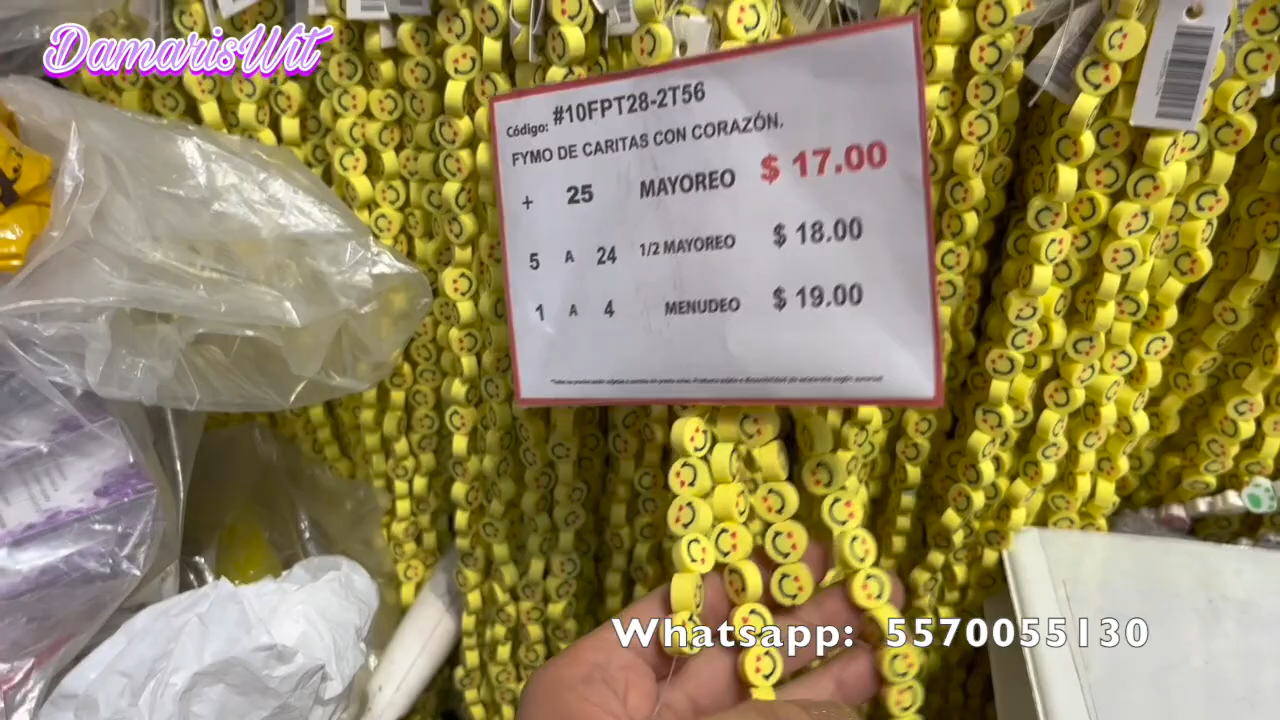 DamarisWit
Código: #10FPT28-2T56
FYMO DE CARITAS CON CORAZÓN.
+ 25 MAYOREO $ 17.00
5 A 24 1/2 MAYOREO $ 18.00
1 A 4 MENUDEO $ 19.00
Whatsapp: 5570055130